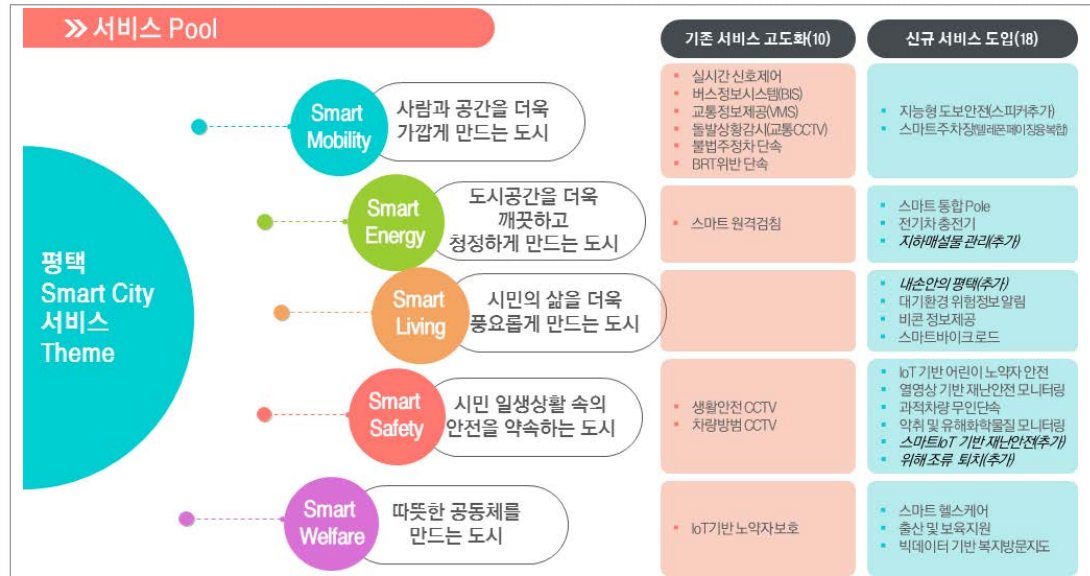 서비스 Pool
기존 서비스 고도화(10)
신규 서비스 도입(18)
평택
Smart City
서비스
Theme
Smart
Mobility
사람과 공간을 더욱
가깝게 만드는 도시
실시간 신호제어
버스정보시스템(BIS)
교통정보제공(VMS)
돌발상황감시(교통CCTV)
불법주정차 단속
BRT위반 단속
지능형 도보안전(스피커추가)
스마트주차장(텔레폰페이징융복합)
Smart
Energy
도시공간을 더욱
깨끗하고
청정하게 만드는 도시
스마트 원격검침
스마트 통합 Pole
전기차 충전기
지하매설물 관리(추가)
Smart
Living
시민의 삶을 더욱
풍요롭게 만드는 도시
내손안의 평택(추가)
대기환경 위험정보알림
비콘 정보제공
스마트바이크로드
Smart
Safety
시민 일생상활 속의
안전을 약속하는 도시
생활안전 CCTV
차량방범 CCTV
IoT 기반 어린이 노약자 안전
열영상 기반 재난안전 모니터링
과적차량 무인단속
악취 및 유해화학물질 모니터링
스마트IoT 기반 재난안전(추가)
위해조류 퇴치(추가)
Smart
Welfare
따뜻한 공동체를
만드는 도시
IoT기반 노약자보호
스마트 헬스케어
출산 및 보육지원
빅데이터 기반 복지방문지도